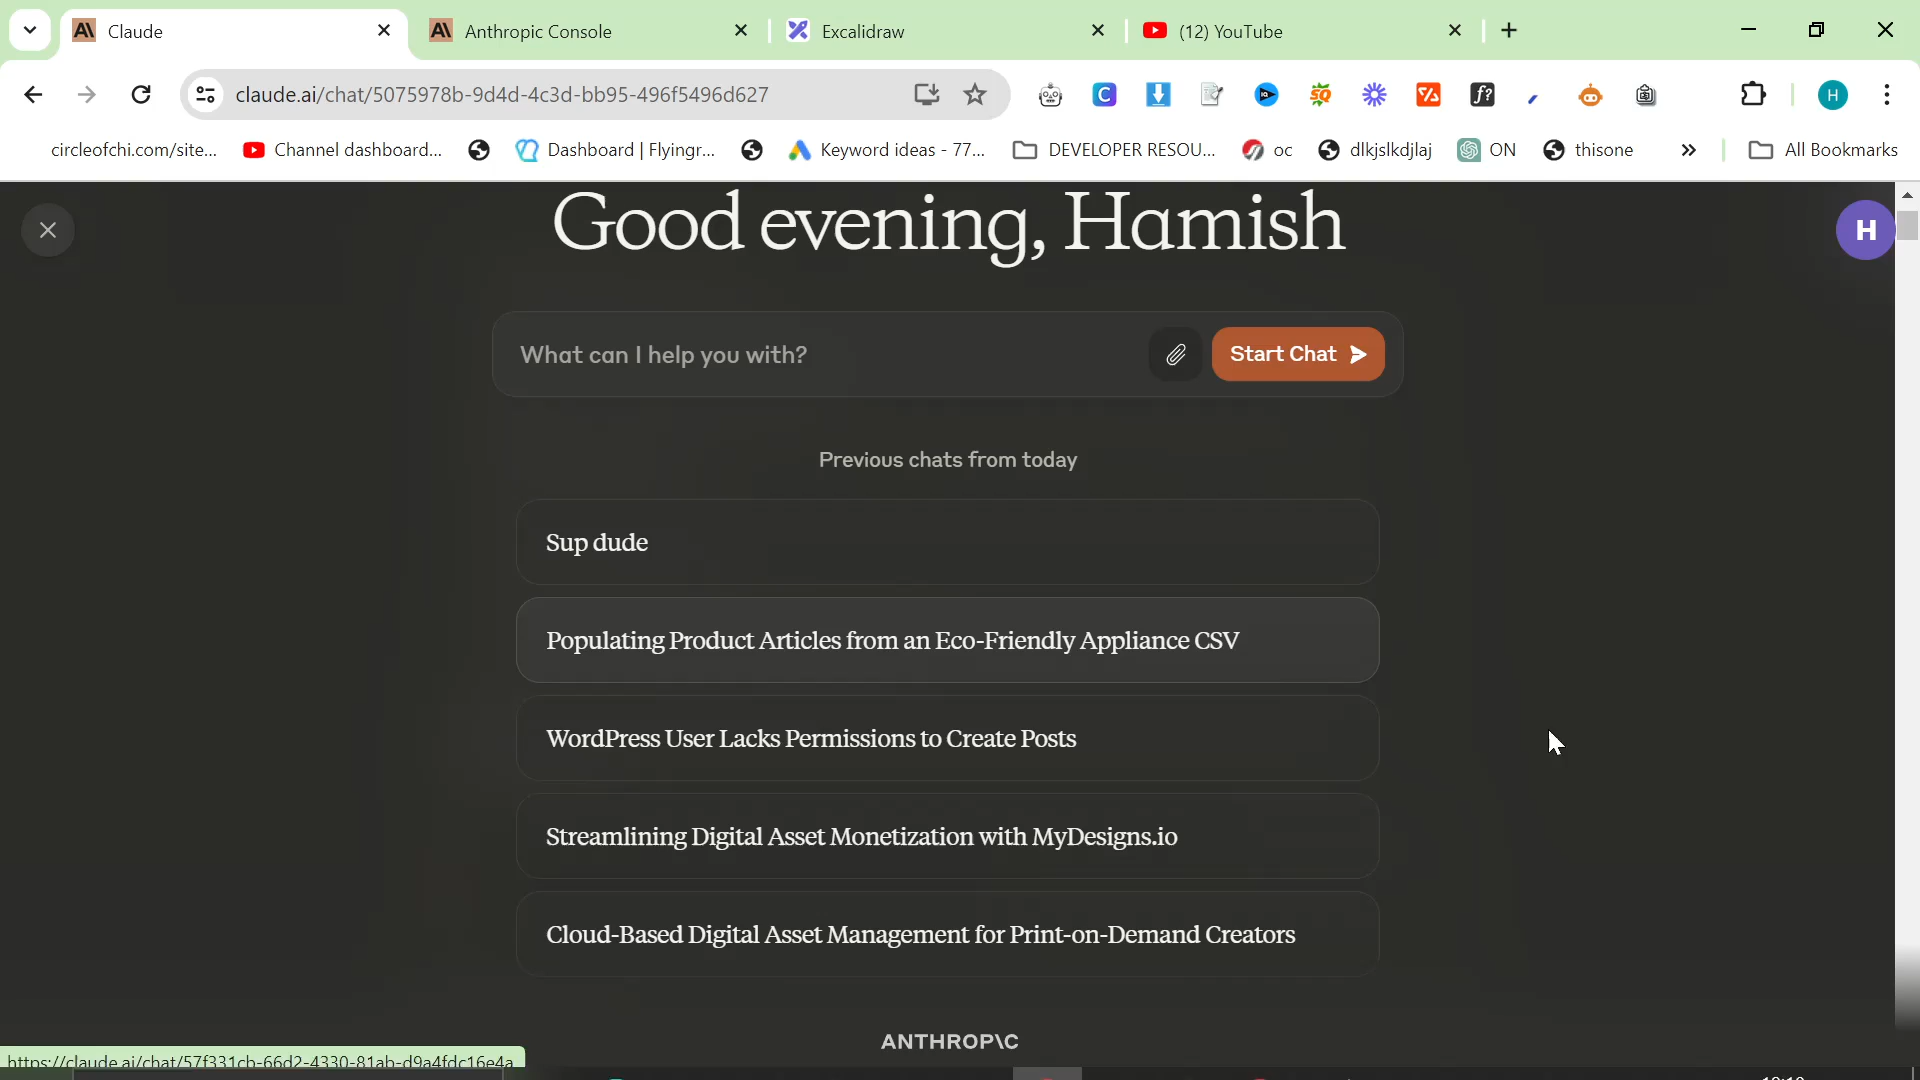 Claude
Anthropic Console
Excalidraw
(12) YouTube
claude.ai/chat/5075978b-9d4d-4c3d-bb95-496f5496d627
circleofchi.com/site...
Channel dashboard...
Dashboard | Flyingr...
Keyword ideas - 77...
DEVELOPER RESOU...
oc
dlkjslkdjlaj
ON
thisone
All Bookmarks
Good evening, Hamish
H
What can I help you with?
Start Chat
Previous chats from today
Sup dude
Populating Product Articles from an Eco-Friendly Appliance CSV
WordPress User Lacks Permissions to Create Posts
Streamlining Digital Asset Monetization with MyDesigns.io
Cloud-Based Digital Asset Management for Print-on-Demand Creators
ANTHROP\C
https://claude.ai/chat/57f331cb-66d2-4330-81ab-d9a4fdc16e4a